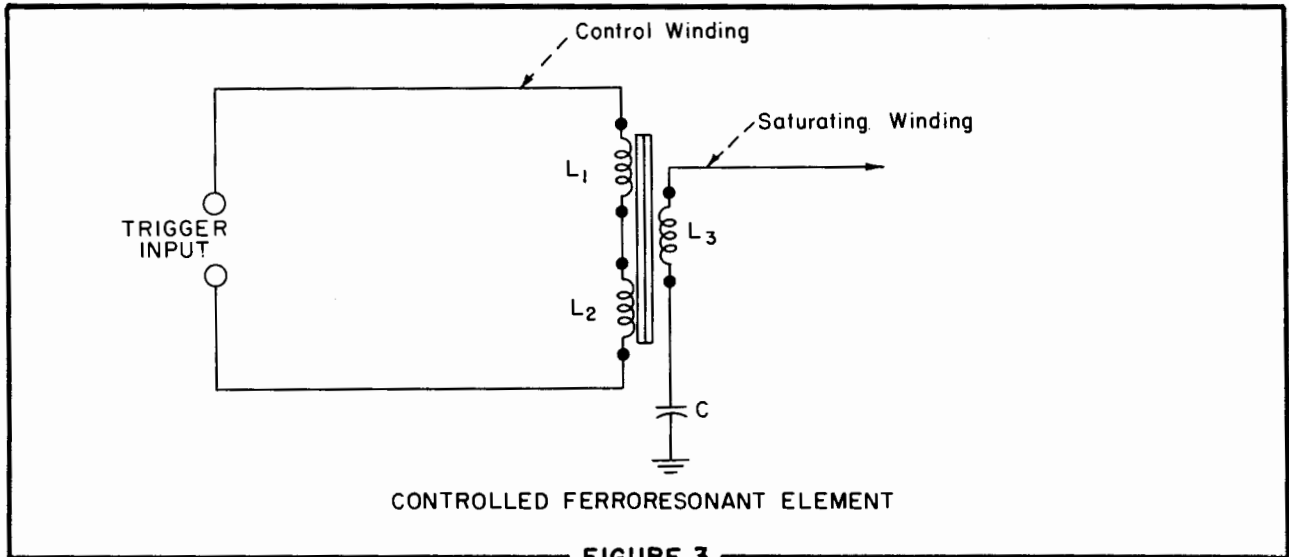 Control Winding
Saturating Winding
L1
L3
TRIGGER
INPUT
L2
C
CONTROLLED FERRORESONANT ELEMENT
FIGURE 3